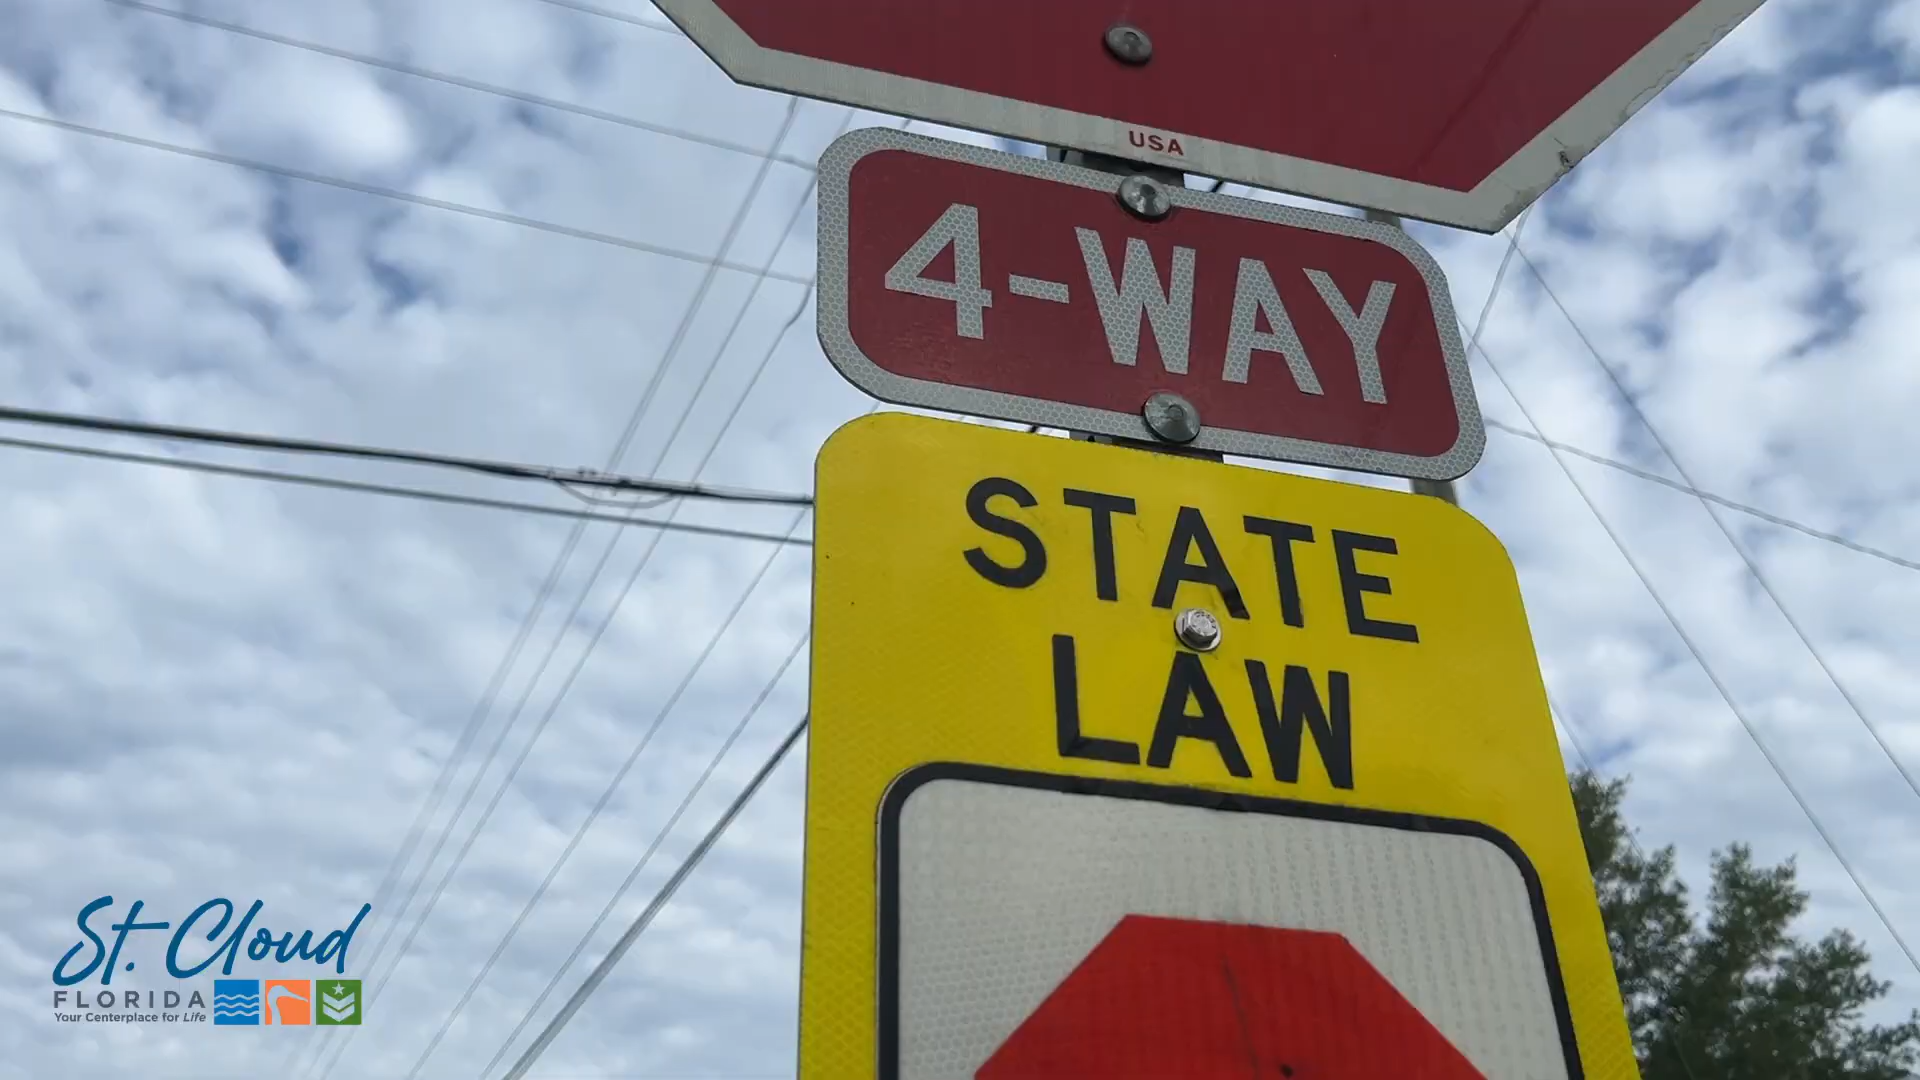 USA
4-WAY
STATE
LAW
St. Cloud
FLORIDA
Your Centerplace for Life